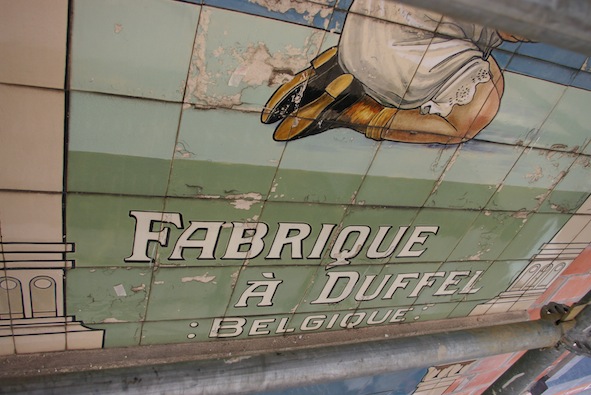 FABRIQUE
À DUFFEL
: BELGIQUE :